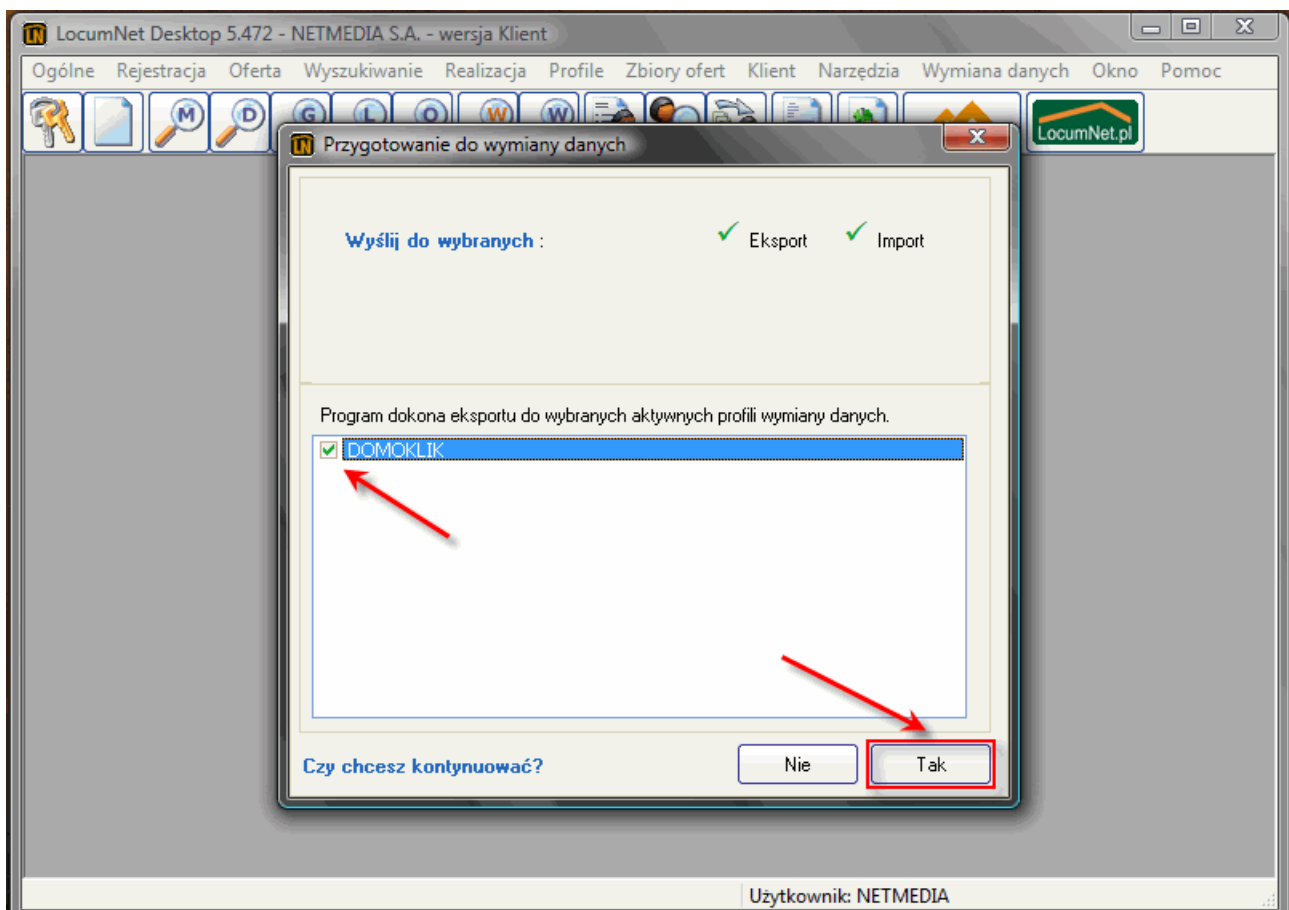 LocumNet Desktop 5.472 - NETMEDIA S.A. - wersja Klient
Ogólne Rejestracja Oferta Wyszukiwanie Realizacja Profile Zbiory ofert Klient Narzędzia Wymiana danych Okno Pomoc
M D G L O W W
LocumNet.pl
Przygotowanie do wymiany danych
Wyślij do wybranych : Eksport Import
Program dokona eksportu do wybranych aktywnych profili wymiany danych.
DOMOKLIK
Czy chcesz kontynuować? Nie Tak
Użytkownik: NETMEDIA